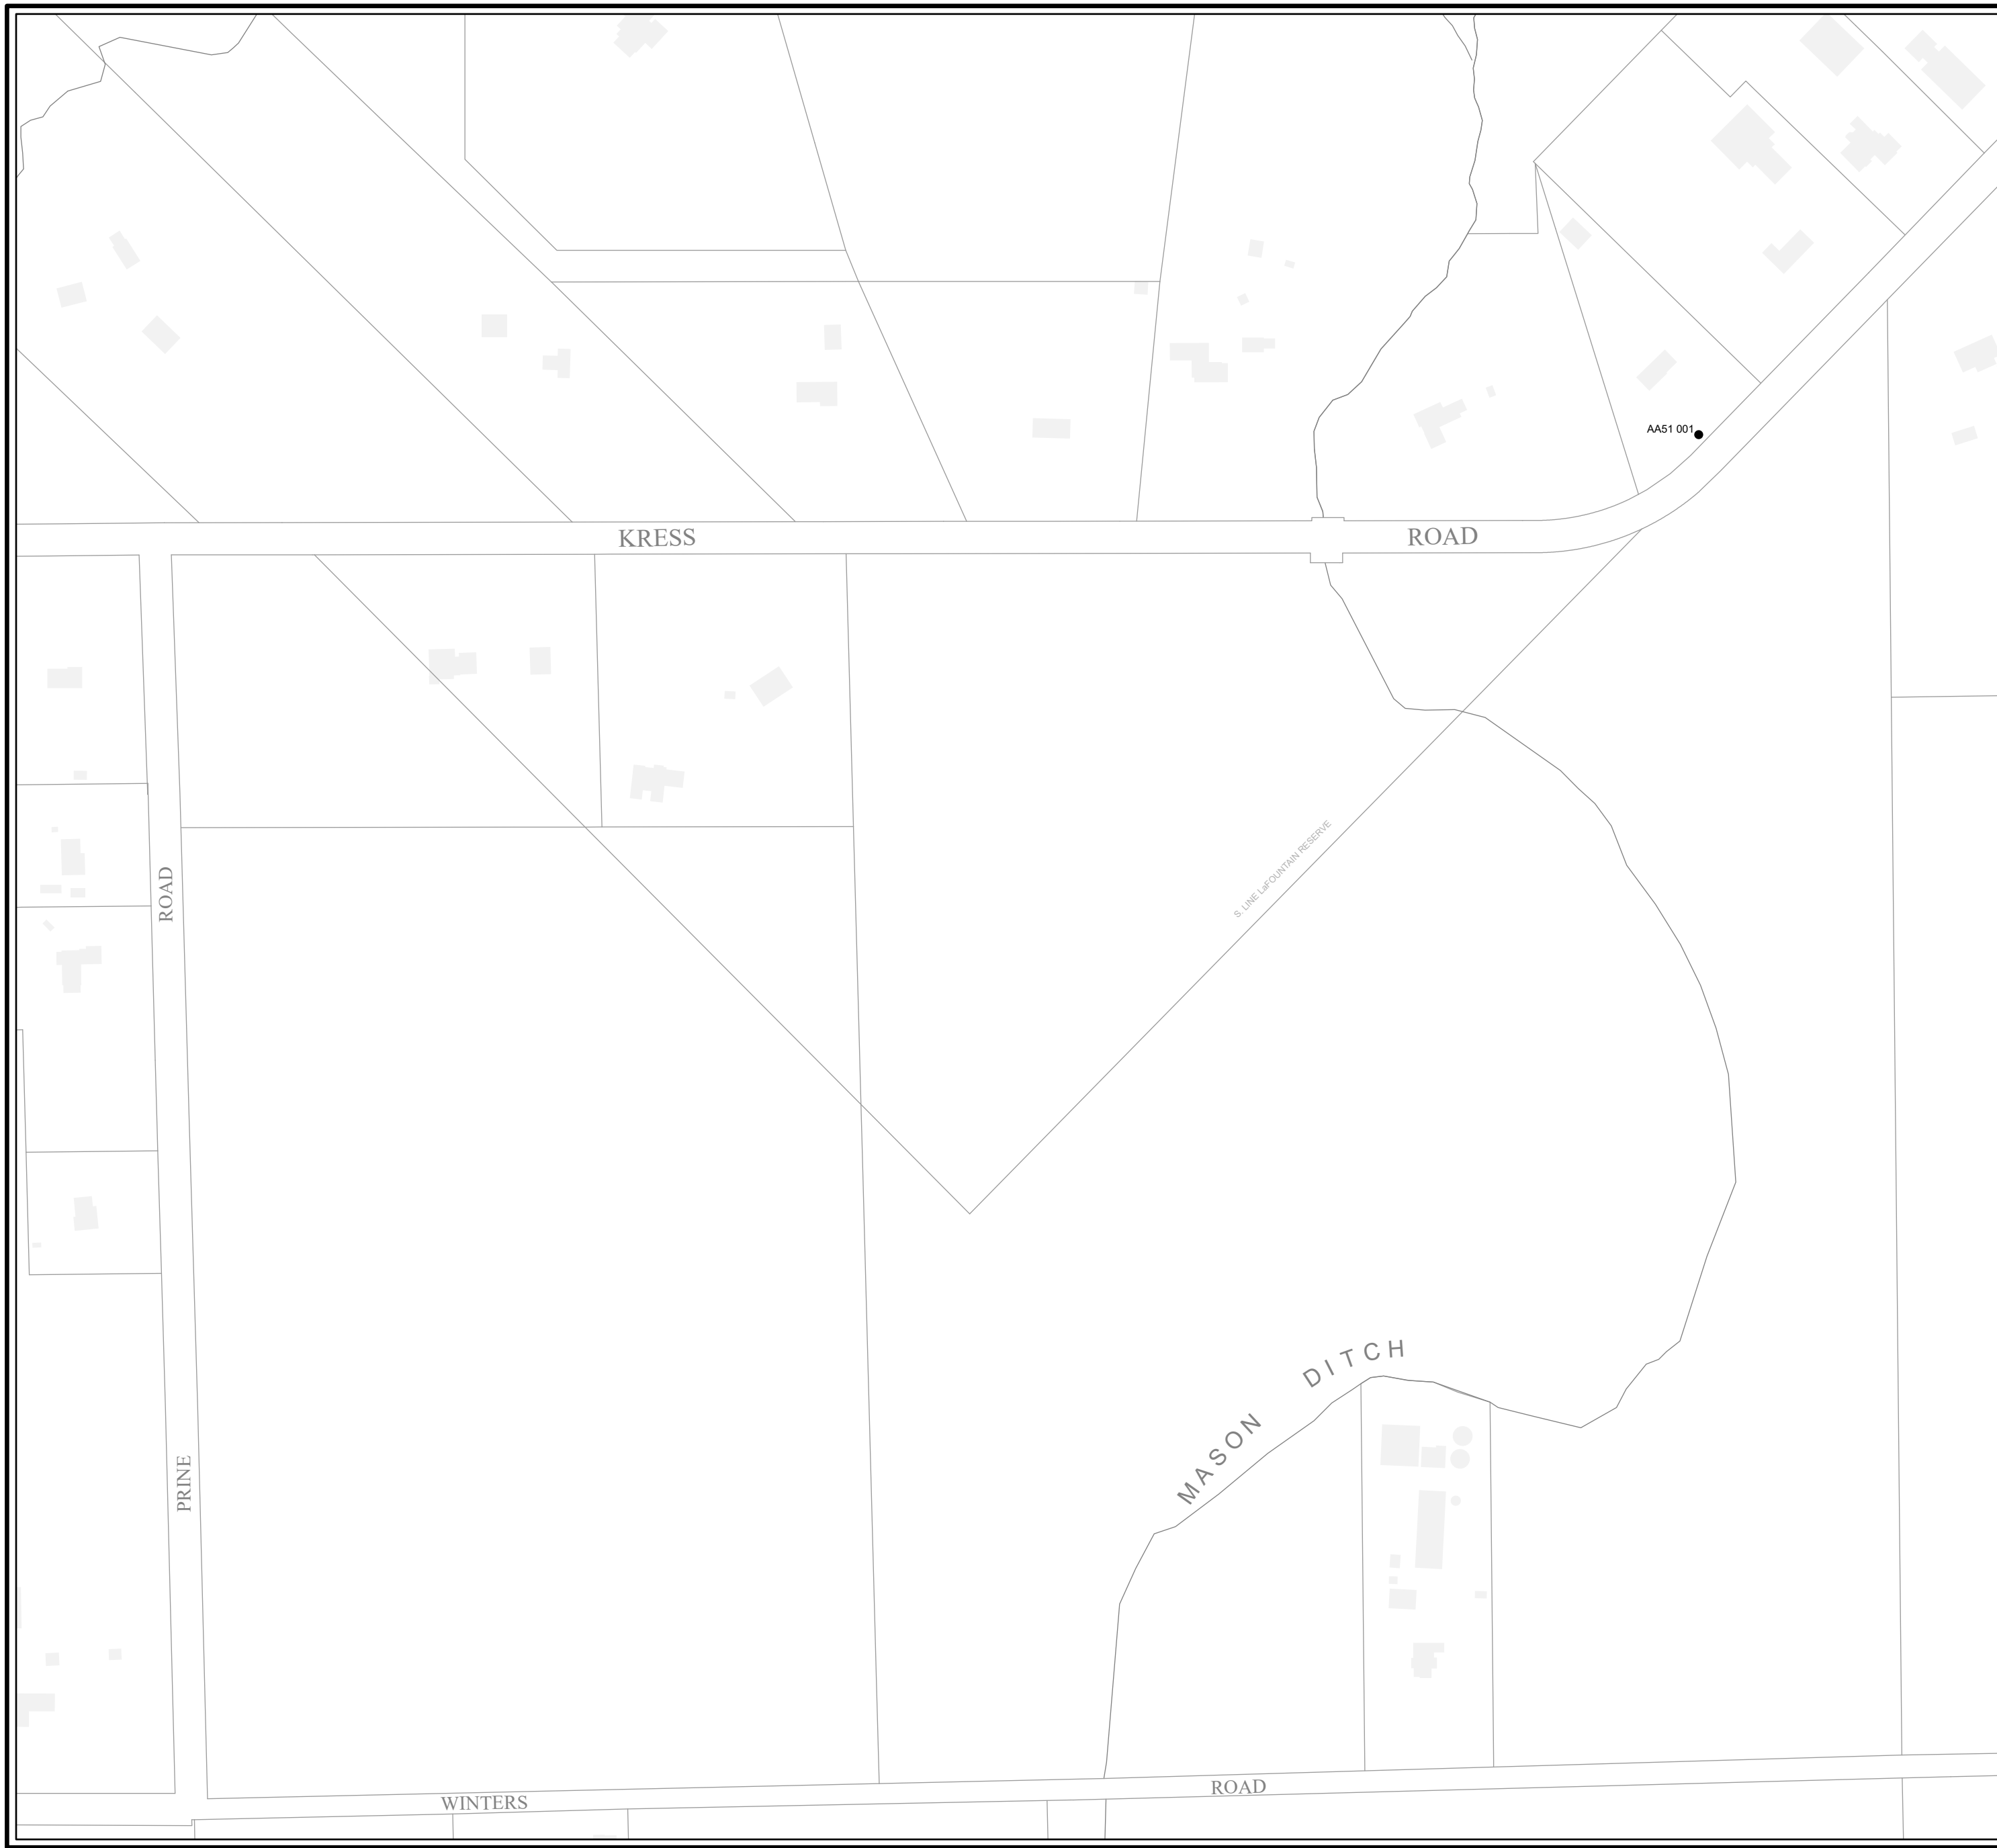 AA51 001
KRESS
ROAD
S. LINE LaFOUNTAIN RESERVE
ROAD
MASON DITCH
PRINE
ROAD
WINTERS